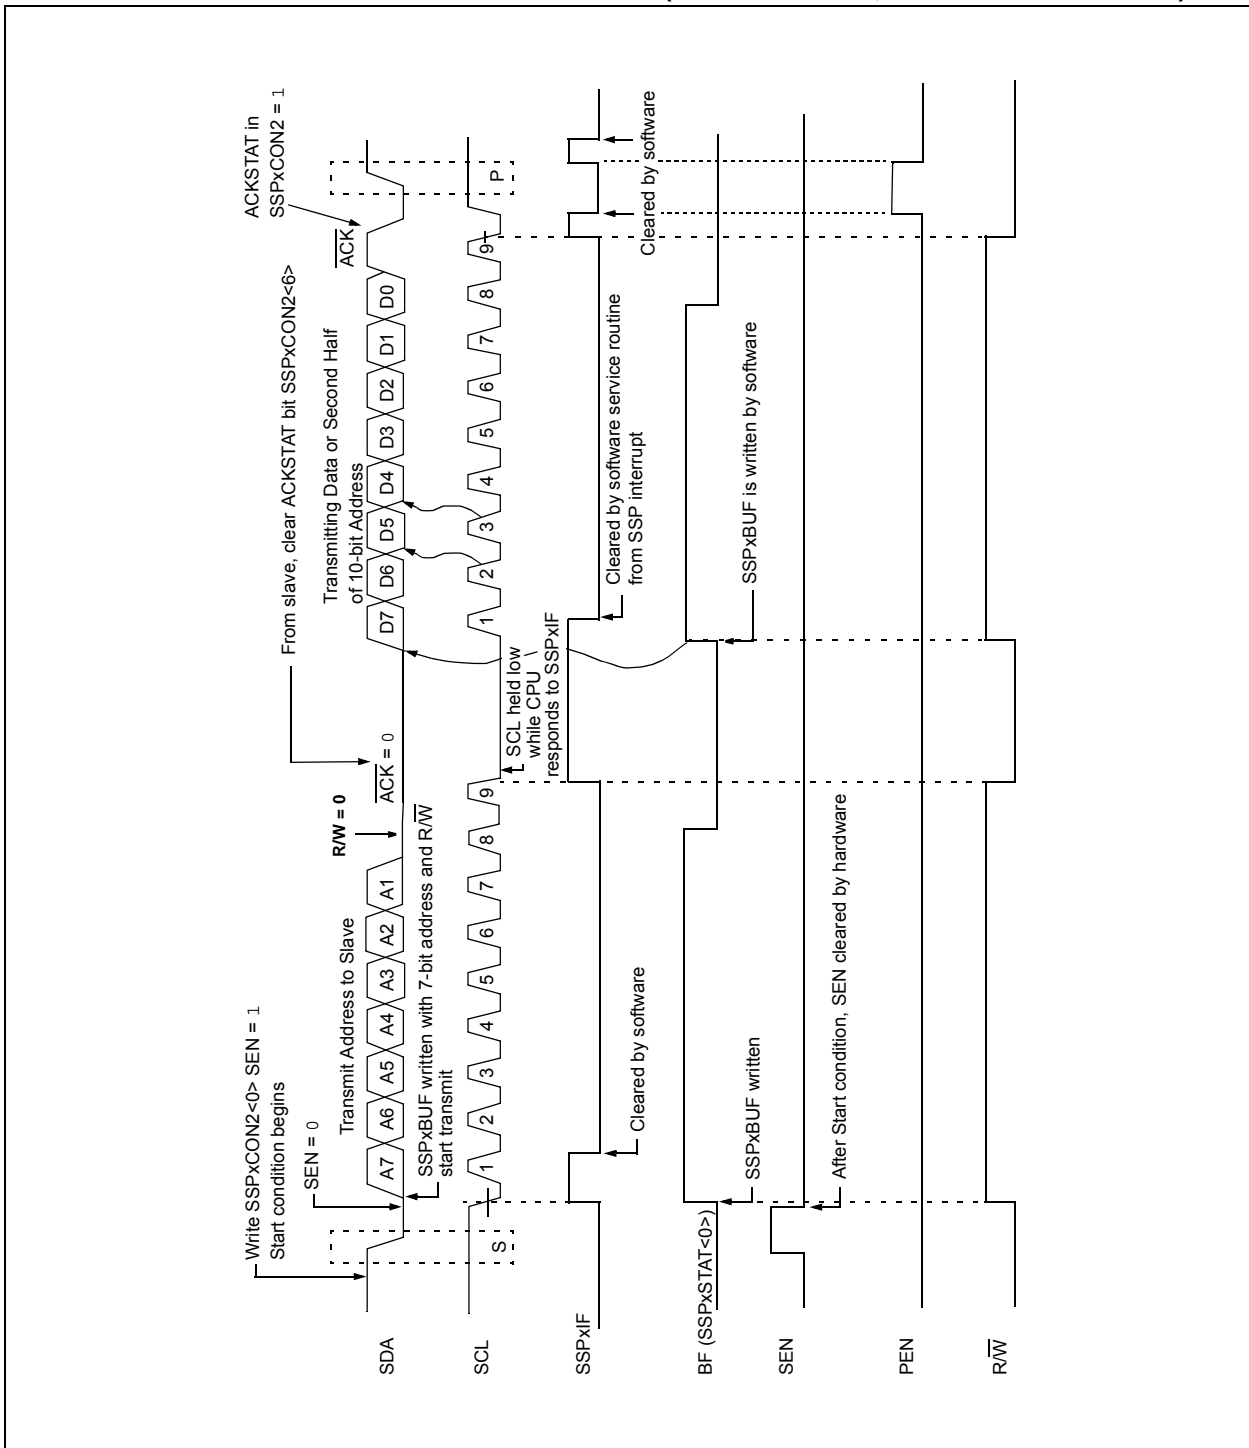 Write SSPxCON2<0> SEN = 1
Start condition begins
SEN = 0
Transmit Address to Slave
R/W = 0
From slave, clear ACKSTAT bit SSPxCON2<6>
ACK = 0
Transmitting Data or Second Half
of 10-bit Address
ACKSTAT in
SSPxCON2 = 1
ACK
SDA
A7 A6 A5 A4 A3 A2 A1
D7 D6 D5 D4 D3 D2 D1 D0
SSPxBUF written with 7-bit address and R/W
start transmit
SCL
S
1 2 3 4 5 6 7 8 9
1 2 3 4 5 6 7 8 9
P
SCL held low
while CPU
responds to SSPxIF
SSPxIF
Cleared by software
Cleared by software service routine
from SSP interrupt
Cleared by software
BF (SSPxSTAT<0>)
SSPxBUF written
SSPxBUF is written by software
SEN
After Start condition, SEN cleared by hardware
PEN
R/W